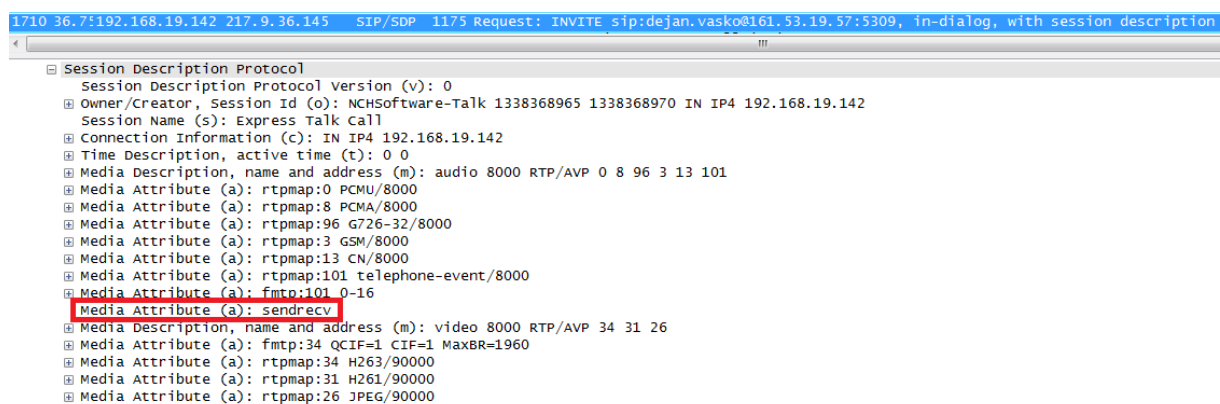 1710 36.75192.168.19.142 217.9.36.145 SIP/SDP 1175 Request: INVITE sip:dejan.vasko@161.53.19.57:5309, in-dialog, with session description
Session Description Protocol
Session Description Protocol Version (v): 0
Owner/Creator, Session Id (o): NCHSoftware-Talk 1338368965 1338368970 IN IP4 192.168.19.142
Session Name (s): Express Talk Call
Connection Information (c): IN IP4 192.168.19.142
Time Description, active time (t): 0 0
Media Description, name and address (m): audio 8000 RTP/AVP 0 8 96 3 13 101
Media Attribute (a): rtpmap:0 PCMU/8000
Media Attribute (a): rtpmap:8 PCMA/8000
Media Attribute (a): rtpmap:96 G726-32/8000
Media Attribute (a): rtpmap:3 GSM/8000
Media Attribute (a): rtpmap:13 CN/8000
Media Attribute (a): rtpmap:101 telephone-event/8000
Media Attribute (a): fmtp:101 0-16
Media Attribute (a): sendrecv
Media Description, name and address (m): video 8000 RTP/AVP 34 31 26
Media Attribute (a): fmtp:34 QCIF=1 CIF=1 MaxBR=1960
Media Attribute (a): rtpmap:34 H263/90000
Media Attribute (a): rtpmap:31 H261/90000
Media Attribute (a): rtpmap:26 JPEG/90000